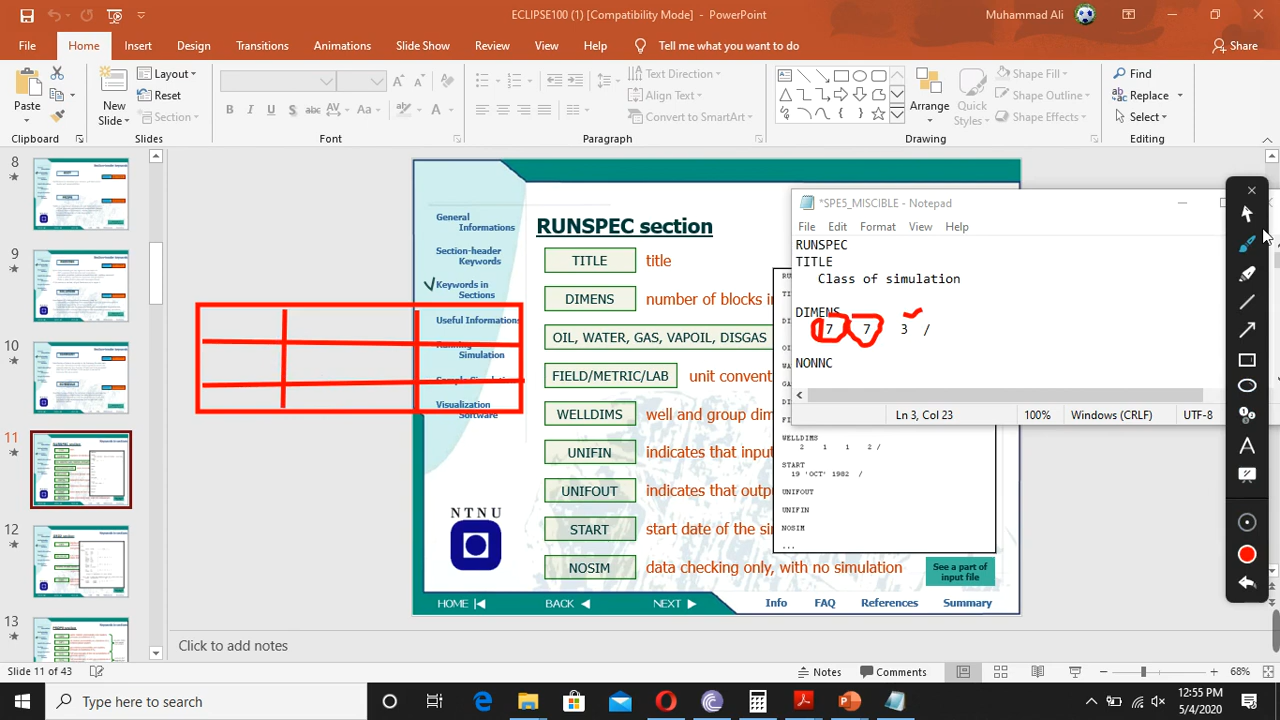 ECLIPSE100 (1) [Compatibility Mode] - PowerPoint
Muhammad Ali
File Home Insert Design Transitions Animations Slide Show Review View Help Tell me what you want to do Share
Paste
Clipboard
New Slide
Layout
Reset
Section
Slides
B I U S abc AV Aa A
Font
Text Direction
Align Text
Convert to SmartArt
Paragraph
Arrange
Quick Styles
Shape Fill
Shape Outline
Shape Effects
Drawing
Find
Replace
Select
Editing
8
9
10
11
12
13
General Informations
Section-header Keywords
Keywords in Sections
Useful Informations
Simulation
Visualization Software
NTNU
RUNSPEC section
TITLE title
DIMENS number of blocks i
OIL, WATER, GAS, VAPOIL, DISGAS
FIELD/METRIC/LAB unit convent
WELLDIMS well and group dim
UNIFIN indicates that input
UNIFOUT indicates that outp
START start date of the si
NOSIM data checking only, with no simulation
WELLDIMS
2 1 2 /
START
19 'OCT' 1982 /
UNIFOUT
UNIFIN
NOSIM
...
See a part of input file
HOME BACK NEXT Info FAQ References Summary
*SPE5_MISCIBLE - Notepad
File Edit Format View Help
RUNSPEC
TITLE
Class of simulation
DIMENS
7 7 3 /
NONNC
Ln 3, Col 23 100% Windows (CRLF) UTF-8
Click to add notes
Slide 11 of 43
Notes Comments 68%
Type here to search
12:55 PM
5/4/2020